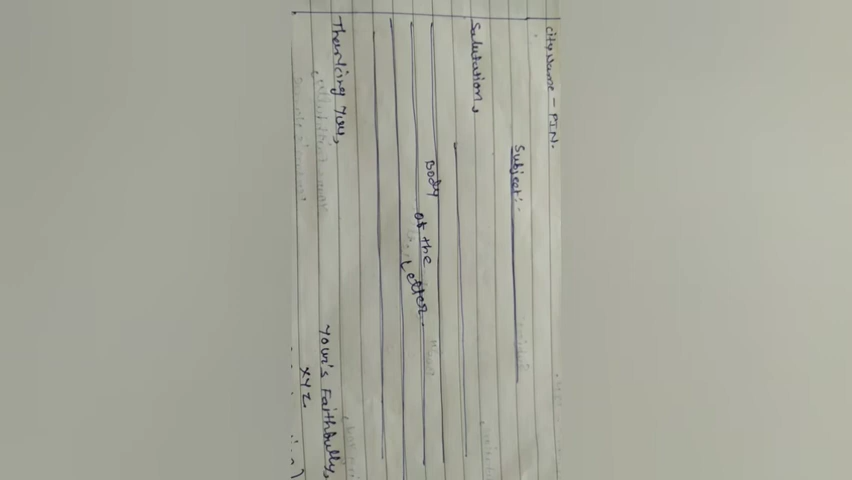 City Name - PIN.
Subject:-
Salutation,
Body
of the
Letter.
Thanking You,
Your's Faithfully,
XYZ